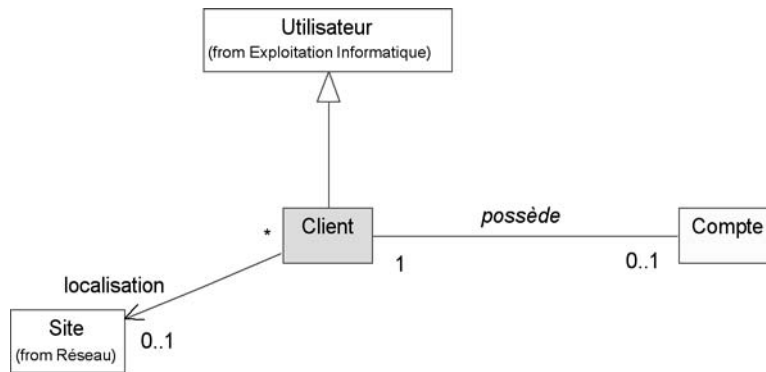 Utilisateur
(from Exploitation Informatique)
Client
possède
Compte
*
1
0..1
localisation
Site
(from Réseau)
0..1